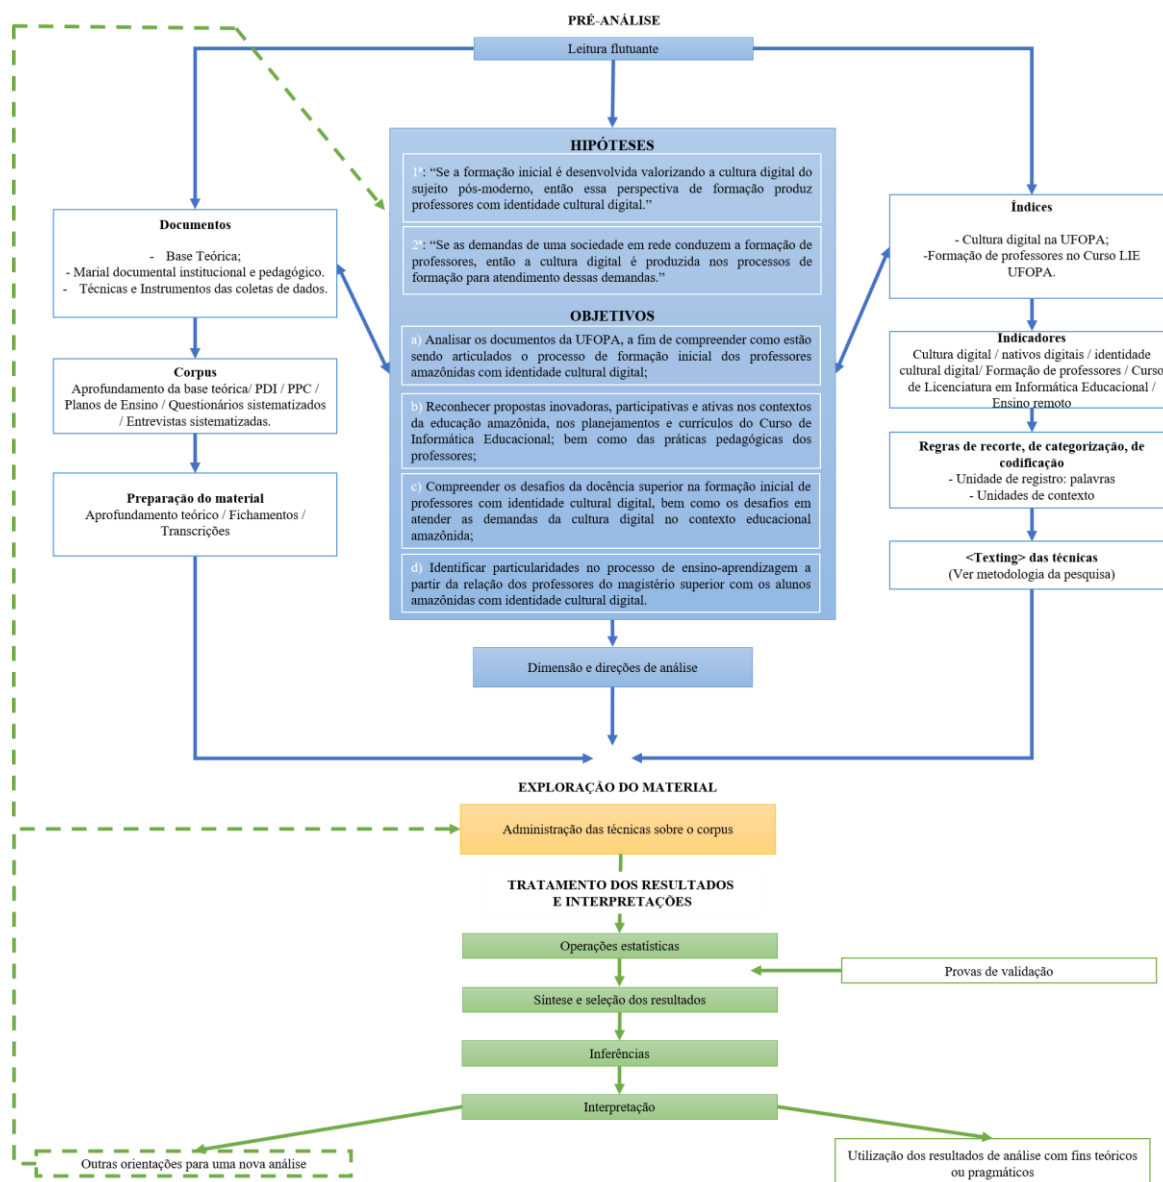 PRÉ-ANÁLISE
Leitura flutuante
HIPÓTESES
1ª: “Se a formação inicial é desenvolvida valorizando a cultura digital do
sujeito pós-moderno, então essa perspectiva de formação produz
professores com identidade cultural digital.”
2ª: “Se as demandas de uma sociedade em rede conduzem a formação de
professores, então a cultura digital é produzida nos processos de
formação para atendimento dessas demandas.”
OBJETIVOS
a) Analisar os documentos da UFOPA, a fim de compreender como estão
sendo articulados o processo de formação inicial dos professores
amazônidas com identidade cultural digital;
b) Reconhecer propostas inovadoras, participativas e ativas nos contextos
da educação amazônida, nos planejamentos e currículos do Curso de
Informática Educacional; bem como das práticas pedagógicas dos
professores;
c) Compreender os desafios da docência superior na formação inicial de
professores com identidade cultural digital, bem como os desafios em
atender as demandas da cultura digital no contexto educacional
amazônida;
d) Identificar particularidades no processo de ensino-aprendizagem a
partir da relação dos professores do magistério superior com os alunos
amazônidas com identidade cultural digital.
Documentos
- Base Teórica;
- Marial documental institucional e pedagógico.
- Técnicas e Instrumentos das coletas de dados.
Corpus
Aprofundamento da base teórica/ PDI / PPC /
Planos de Ensino / Questionários sistematizados
/ Entrevistas sistematizadas.
Preparação do material
Aprofundamento teórico / Fichamentos /
Transcrições
Índices
- Cultura digital na UFOPA;
-Formação de professores no Curso LIE
UFOPA.
Indicadores
Cultura digital / nativos digitais / identidade
cultural digital/ Formação de professores / Curso
de Licenciatura em Informática Educacional /
Ensino remoto
Regras de recorte, de categorização, de
codificação
- Unidade de registro: palavras
- Unidades de contexto
<Texting> das técnicas
(Ver metodologia da pesquisa)
Dimensão e direções de análise
EXPLORAÇÃO DO MATERIAL
Administração das técnicas sobre o corpus
TRATAMENTO DOS RESULTADOS
E INTERPRETAÇÕES
Operações estatísticas
Provas de validação
Síntese e seleção dos resultados
Inferências
Interpretação
Outras orientações para uma nova análise
Utilização dos resultados de análise com fins teóricos
ou pragmáticos